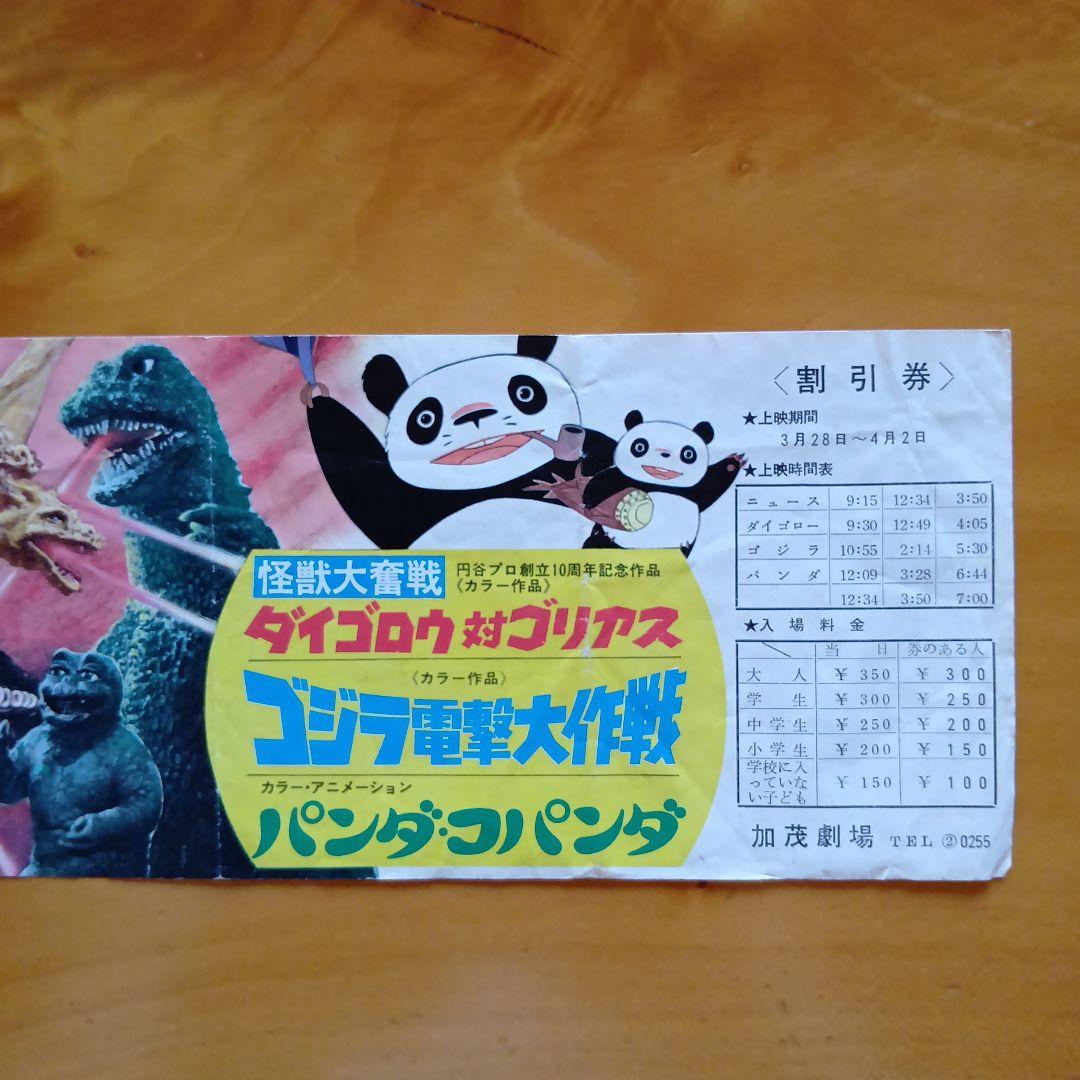 怪獣大奮戦
円谷プロ創立10周年記念作品
《カラー作品》
ダイゴロウ対ゴリアス
《カラー作品》
ゴジラ電撃大作戦
カラー・アニメーション
パンダ・コパンダ
〈割引券〉
★上映期間
3月28日〜4月2日
★上映時間表
ニュース 9:15 12:34 3:50
ダイゴロー 9:30 12:49 4:05
ゴジラ 10:55 2:14 5:30
パンダ 12:09 3:28 6:44
12:34 3:50 7:00
★入場料金
当日 券のある人
大人 ¥350 ¥300
学生 ¥300 ¥250
中学生 ¥250 ¥200
小学生 ¥200 ¥150
学校に入
っていな
い子ども ¥150 ¥100
加茂劇場 TEL②0255